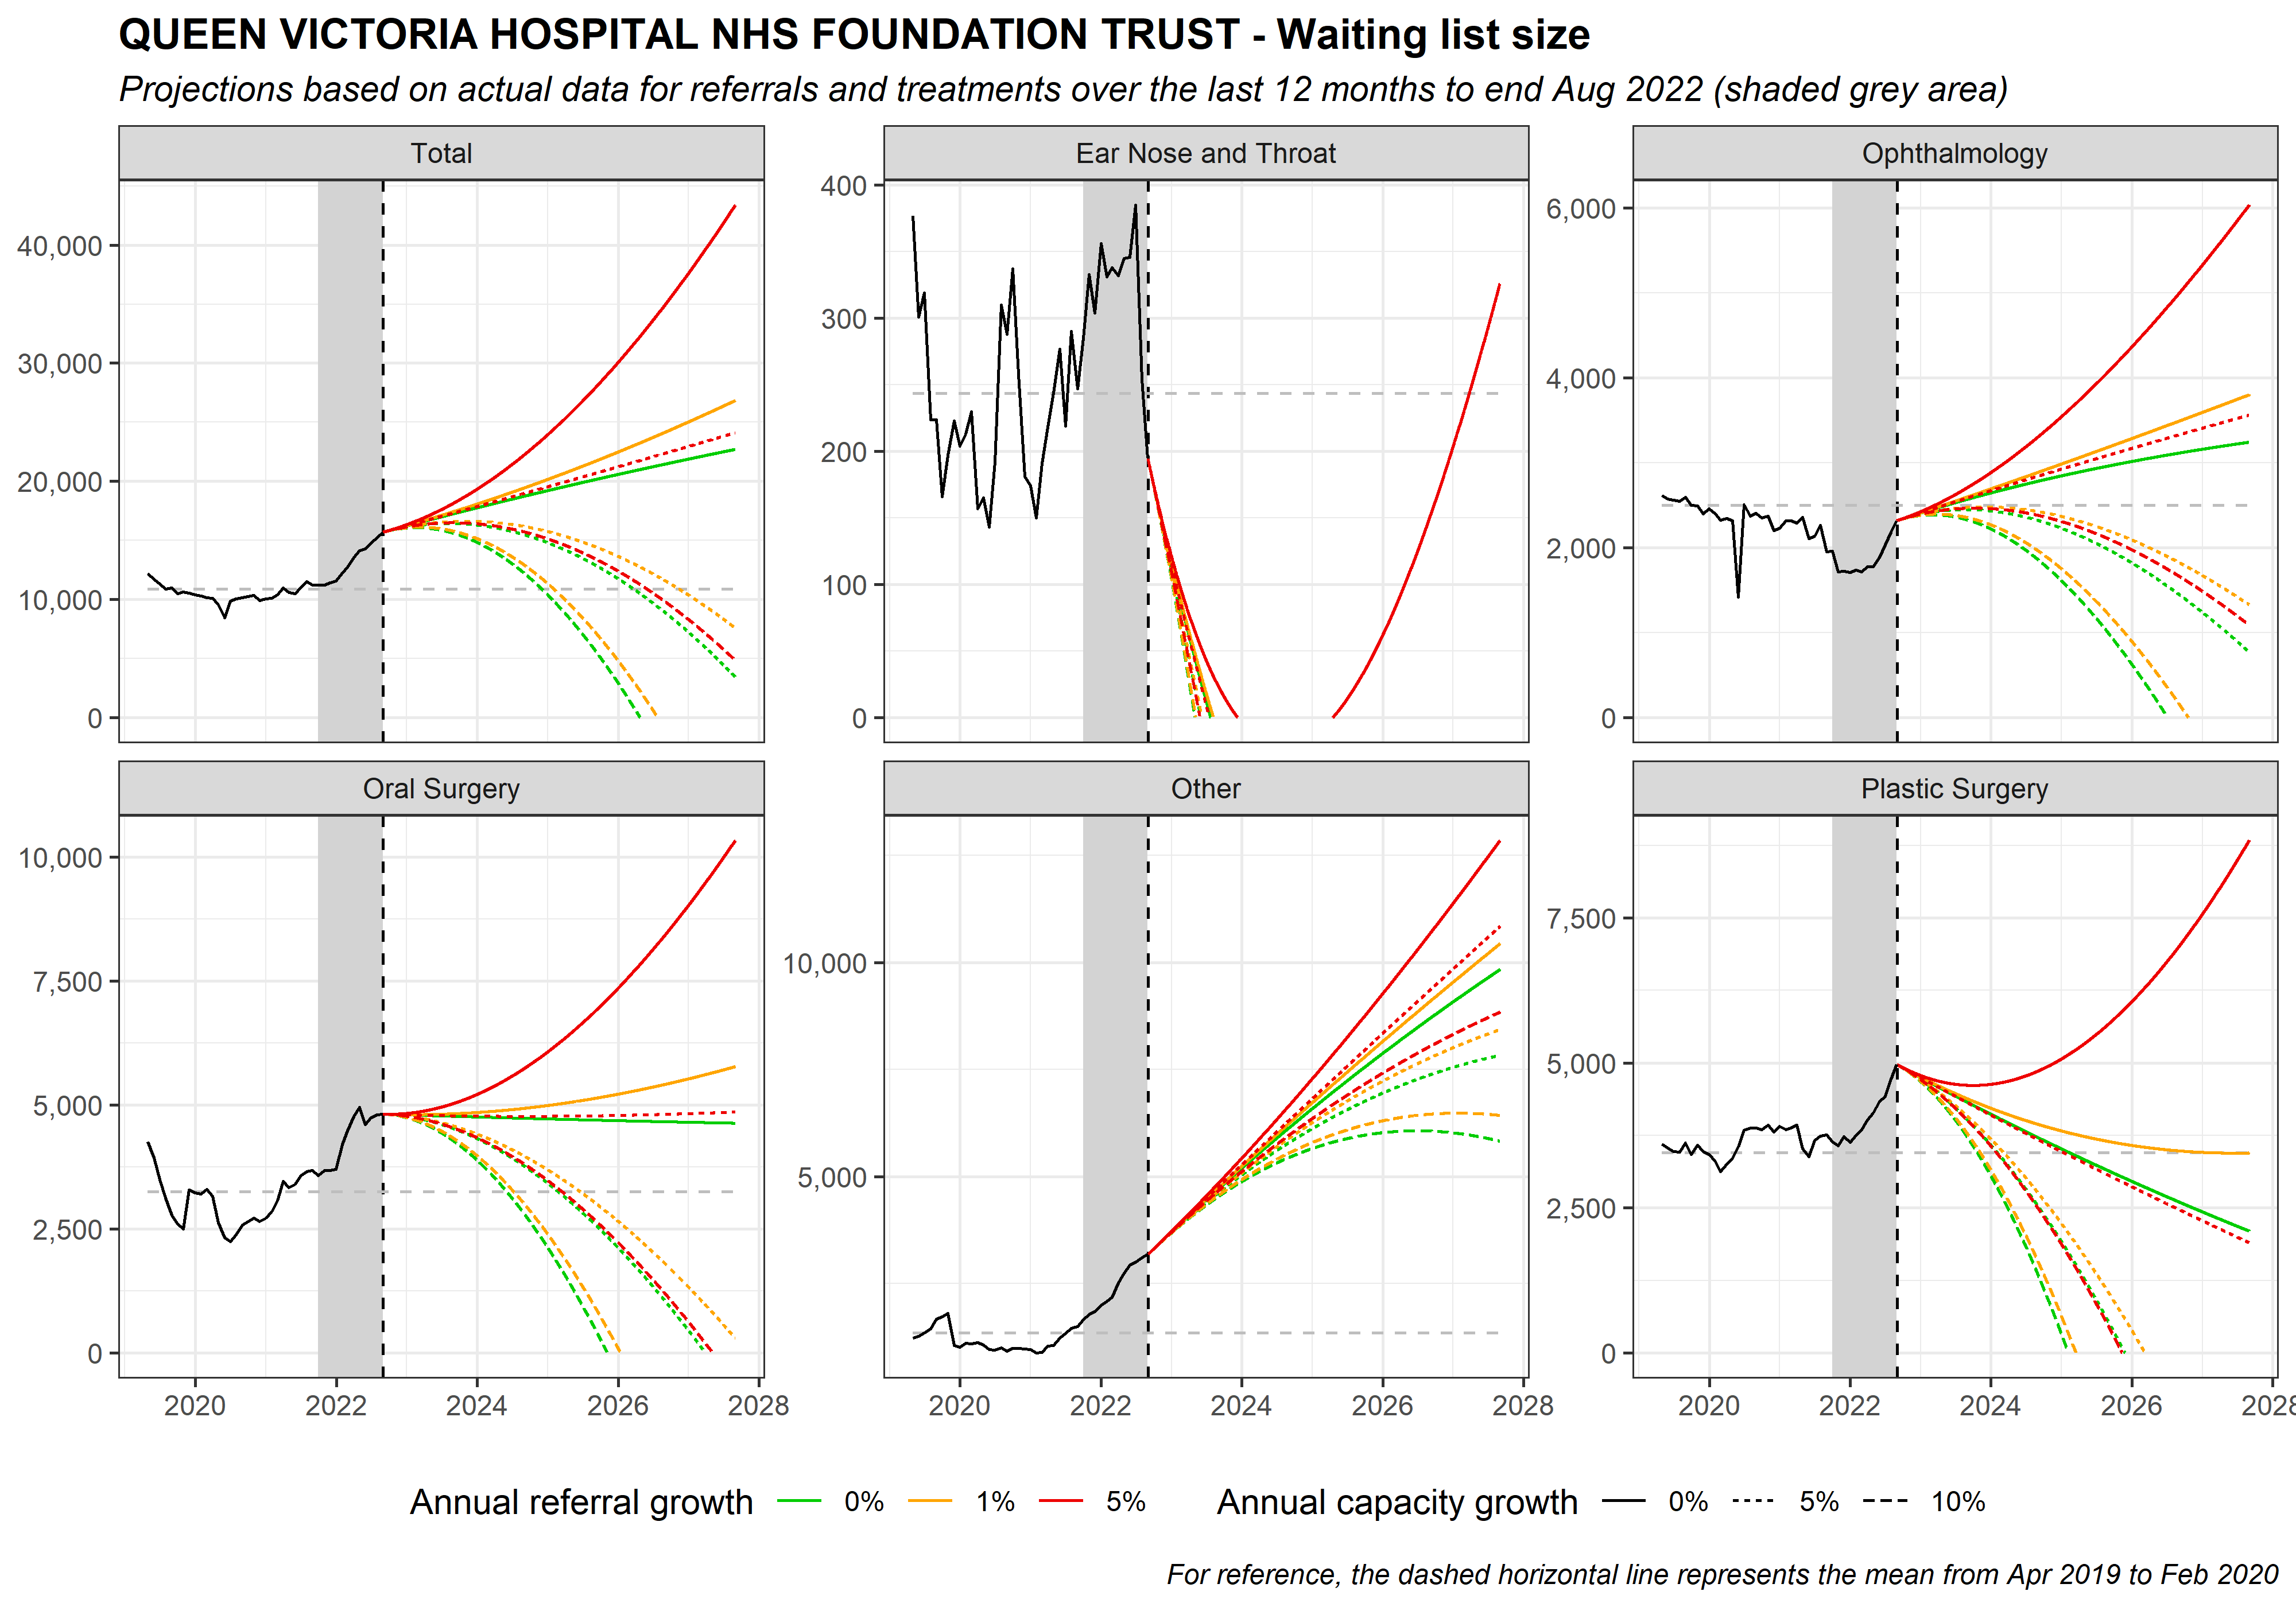 QUEEN VICTORIA HOSPITAL NHS FOUNDATION TRUST - Waiting list size
Projections based on actual data for referrals and treatments over the last 12 months to end Aug 2022 (shaded grey area)
Total
40,000
30,000
20,000
10,000
0
Ear Nose and Throat
400
300
200
100
0
Ophthalmology
6,000
4,000
2,000
0
Oral Surgery
10,000
7,500
5,000
2,500
0
2020 2022 2024 2026 2028
Other
10,000
5,000
2020 2022 2024 2026 2028
Plastic Surgery
7,500
5,000
2,500
0
2020 2022 2024 2026 2028
Annual referral growth 0% 1% 5% Annual capacity growth 0% 5% 10%
For reference, the dashed horizontal line represents the mean from Apr 2019 to Feb 2020